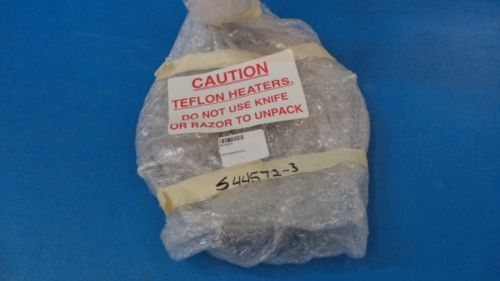 CAUTION
TEFLON HEATERS.
DO NOT USE KNIFE
OR RAZOR TO UNPACK
S44572-3